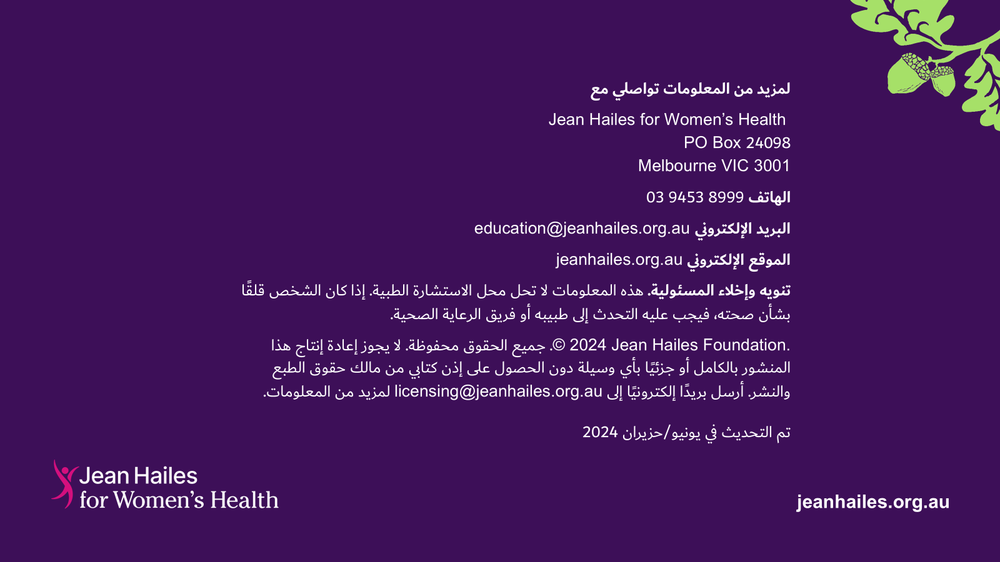 لمزيد من المعلومات تواصلي مع
Jean Hailes for Women’s Health
PO Box 24098
Melbourne VIC 3001
الهاتف 03 9453 8999
البريد الإلكتروني education@jeanhailes.org.au
الموقع الإلكتروني jeanhailes.org.au
تنويه وإخلاء المسئولية. هذه المعلومات لا تحل محل الاستشارة الطبية. إذا كان الشخص قلقًا
بشأن صحته، فيجب عليه التحدث إلى طبيبه أو فريق الرعاية الصحية.
© 2024 Jean Hailes Foundation.. جميع الحقوق محفوظة. لا يجوز إعادة إنتاج هذا
المنشور بالكامل أو جزئيًا بأي وسيلة دون الحصول على إذن كتابي من مالك حقوق الطبع
والنشر. أرسل بريدًا إلكترونيًا إلى licensing@jeanhailes.org.au لمزيد من المعلومات.
تم التحديث في يونيو/حزيران 2024
Jean Hailes
for Women’s Health
jeanhailes.org.au